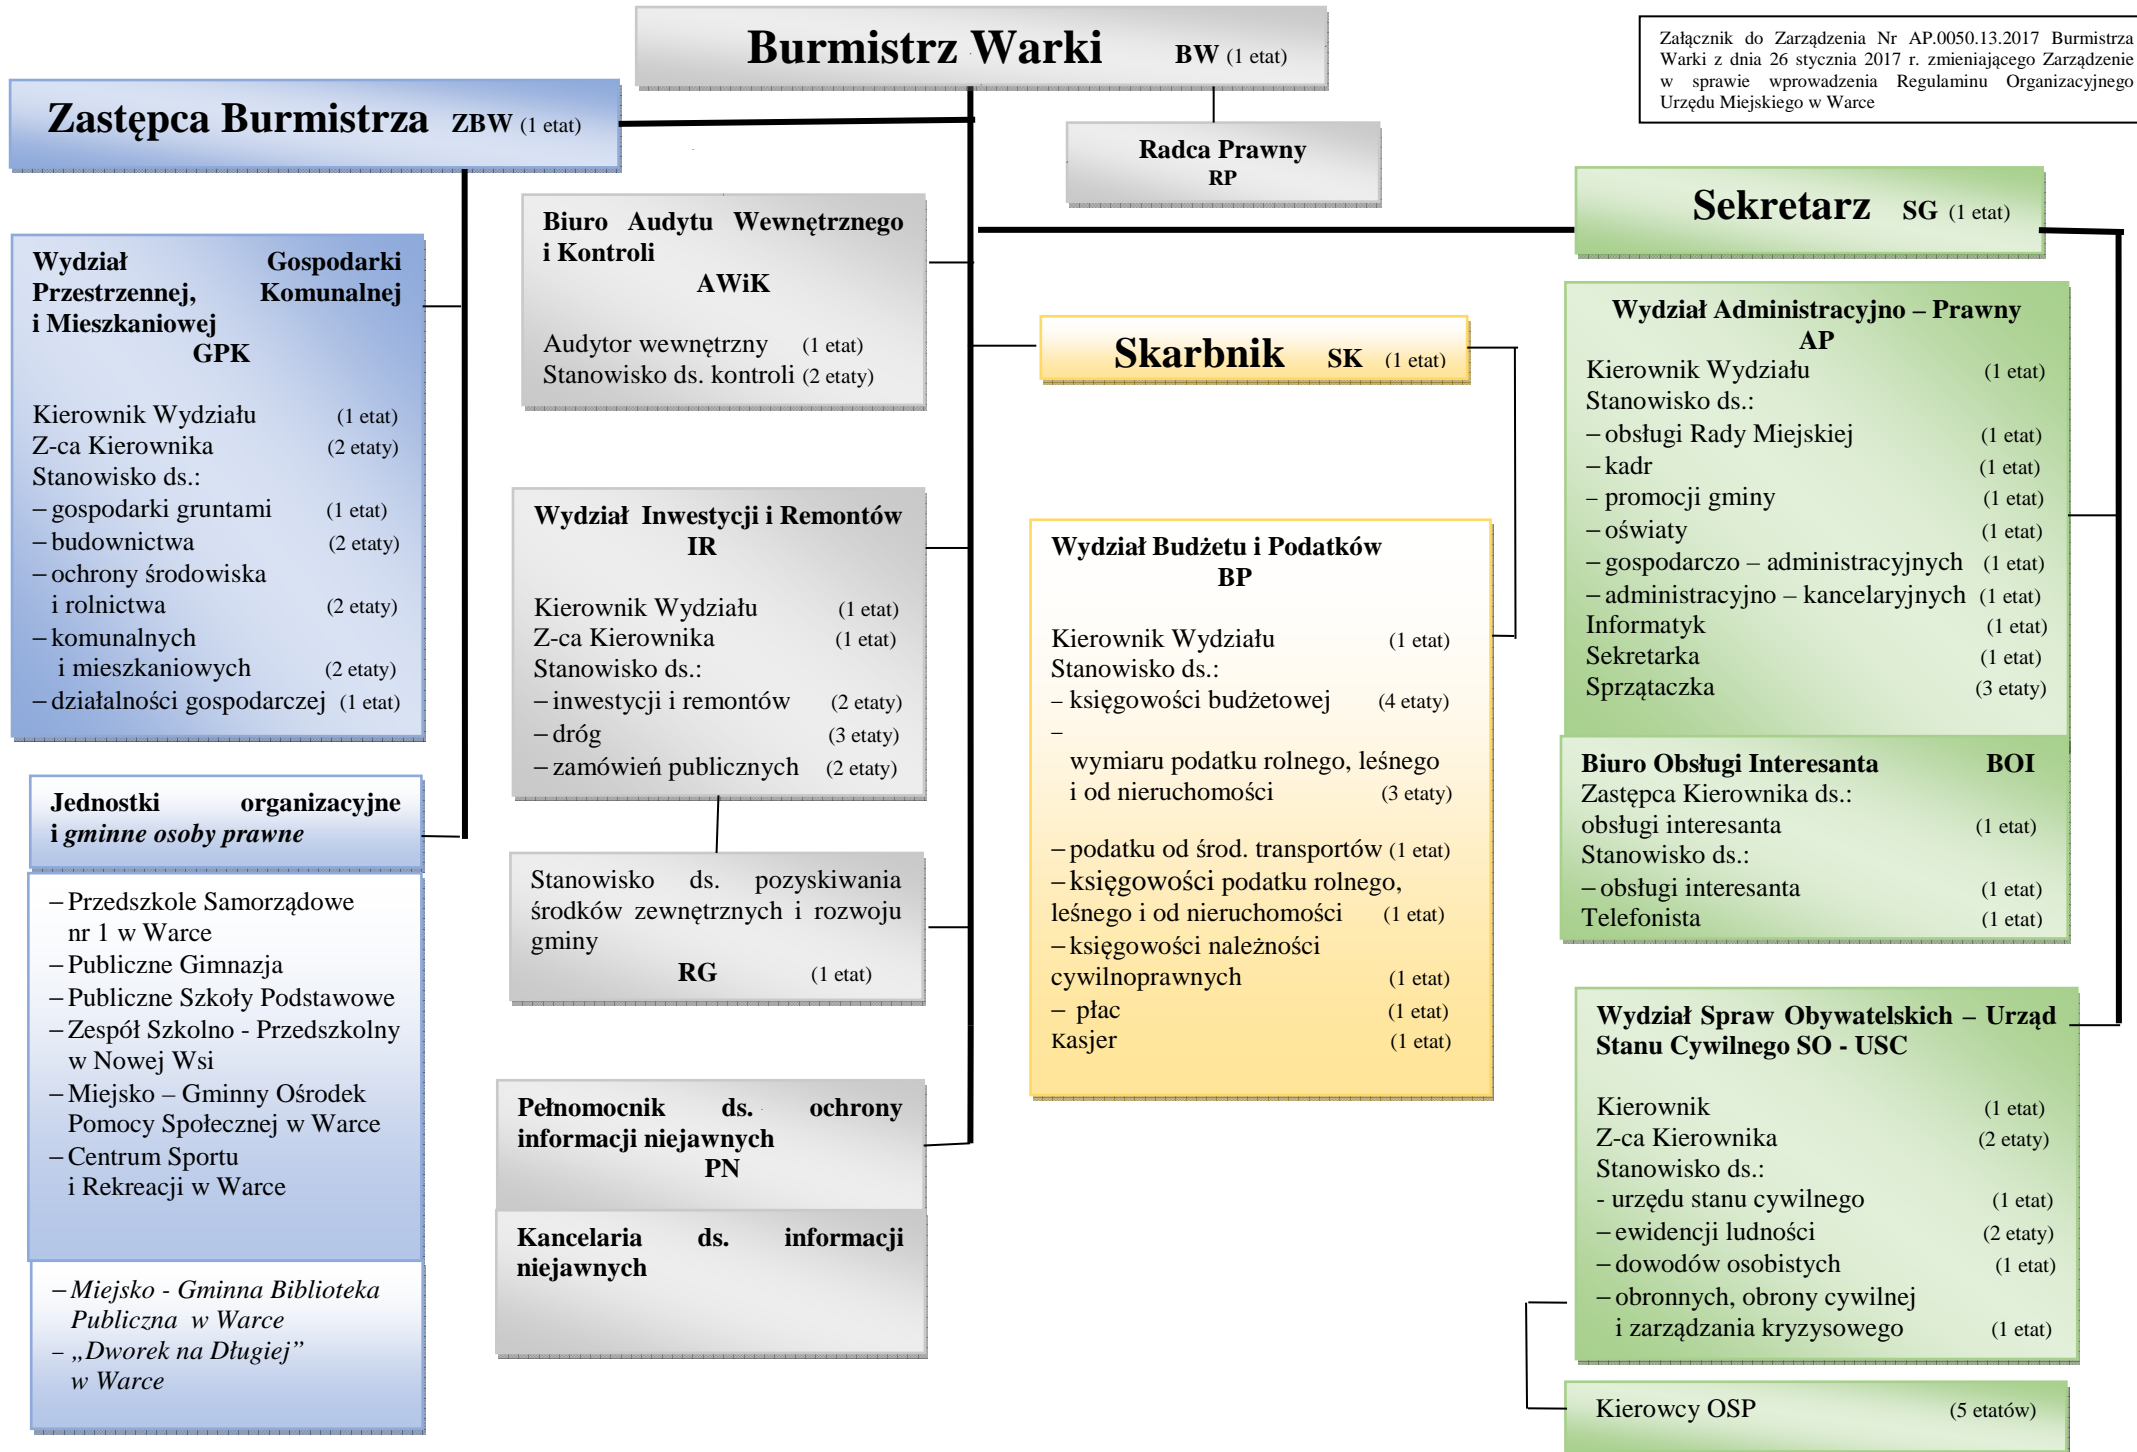 Burmistrz Warki BW (1 etat)
Załącznik do Zarządzenia Nr AP.0050.13.2017 Burmistrza
Warki z dnia 26 stycznia 2017 r. zmieniającego Zarządzenie
w sprawie wprowadzenia Regulaminu Organizacyjnego
Urzędu Miejskiego w Warce
Zastępca Burmistrza ZBW (1 etat)
Radca Prawny
RP
Sekretarz SG (1 etat)
Wydział Gospodarki
Przestrzennej, Komunalnej
i Mieszkaniowej
GPK
Kierownik Wydziału (1 etat)
Z-ca Kierownika (2 etaty)
Stanowisko ds.:
– gospodarki gruntami (1 etat)
– budownictwa (2 etaty)
– ochrony środowiska
i rolnictwa (2 etaty)
– komunalnych
i mieszkaniowych (2 etaty)
– działalności gospodarczej (1 etat)
Jednostki organizacyjne
i gminne osoby prawne
– Przedszkole Samorządowe
nr 1 w Warce
– Publiczne Gimnazja
– Publiczne Szkoły Podstawowe
– Zespół Szkolno - Przedszkolny
w Nowej Wsi
– Miejsko – Gminny Ośrodek
Pomocy Społecznej w Warce
– Centrum Sportu
i Rekreacji w Warce
– Miejsko - Gminna Biblioteka
Publiczna w Warce
– „Dworek na Długiej”
w Warce
Biuro Audytu Wewnętrznego
i Kontroli
AWiK
Audytor wewnętrzny (1 etat)
Stanowisko ds. kontroli (2 etaty)
Wydział Inwestycji i Remontów
IR
Kierownik Wydziału (1 etat)
Z-ca Kierownika (1 etat)
Stanowisko ds.:
– inwestycji i remontów (2 etaty)
– dróg (3 etaty)
– zamówień publicznych (2 etaty)
Stanowisko ds. pozyskiwania
środków zewnętrznych i rozwoju
gminy
RG (1 etat)
Pełnomocnik ds. ochrony
informacji niejawnych
PN
Kancelaria ds. informacji
niejawnych
Skarbnik SK (1 etat)
Wydział Budżetu i Podatków
BP
Kierownik Wydziału (1 etat)
Stanowisko ds.:
– księgowości budżetowej (4 etaty)
–
wymiaru podatku rolnego, leśnego
i od nieruchomości (3 etaty)
– podatku od środ. transportów (1 etat)
– księgowości podatku rolnego,
leśnego i od nieruchomości (1 etat)
– księgowości należności
cywilnoprawnych (1 etat)
– płac (1 etat)
Kasjer (1 etat)
Wydział Administracyjno – Prawny
AP
Kierownik Wydziału (1 etat)
Stanowisko ds.:
– obsługi Rady Miejskiej (1 etat)
– kadr (1 etat)
– promocji gminy (1 etat)
– oświaty (1 etat)
– gospodarczo – administracyjnych (1 etat)
– administracyjno – kancelaryjnych (1 etat)
Informatyk (1 etat)
Sekretarka (1 etat)
Sprzątaczka (3 etaty)
Biuro Obsługi Interesanta BOI
Zastępca Kierownika ds.:
obsługi interesanta (1 etat)
Stanowisko ds.:
– obsługi interesanta (1 etat)
Telefonista (1 etat)
Wydział Spraw Obywatelskich – Urząd
Stanu Cywilnego SO - USC
Kierownik (1 etat)
Z-ca Kierownika (2 etaty)
Stanowisko ds.:
- urzędu stanu cywilnego (1 etat)
– ewidencji ludności (2 etaty)
– dowodów osobistych (1 etat)
– obronnych, obrony cywilnej
i zarządzania kryzysowego (1 etat)
Kierowcy OSP (5 etatów)